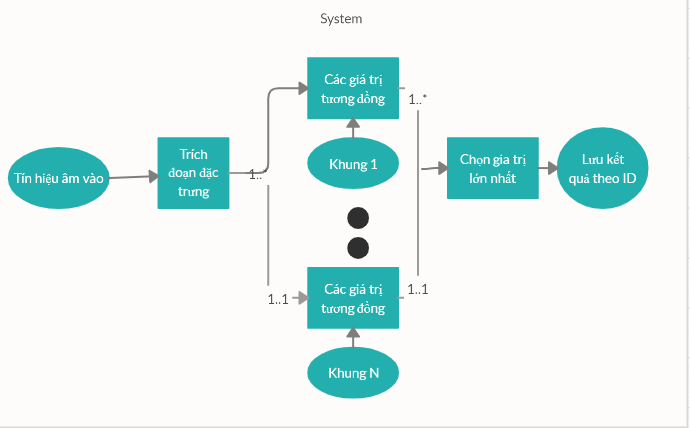 System
Các giá trị
tương đồng
1..*
Khung 1
Trích
đoạn đặc
trưng
Tín hiệu âm vào
1..
Chọn gia trị
lớn nhất
Lưu kết
quả theo ID
Các giá trị
tương đồng
1..1
1..1
Khung N